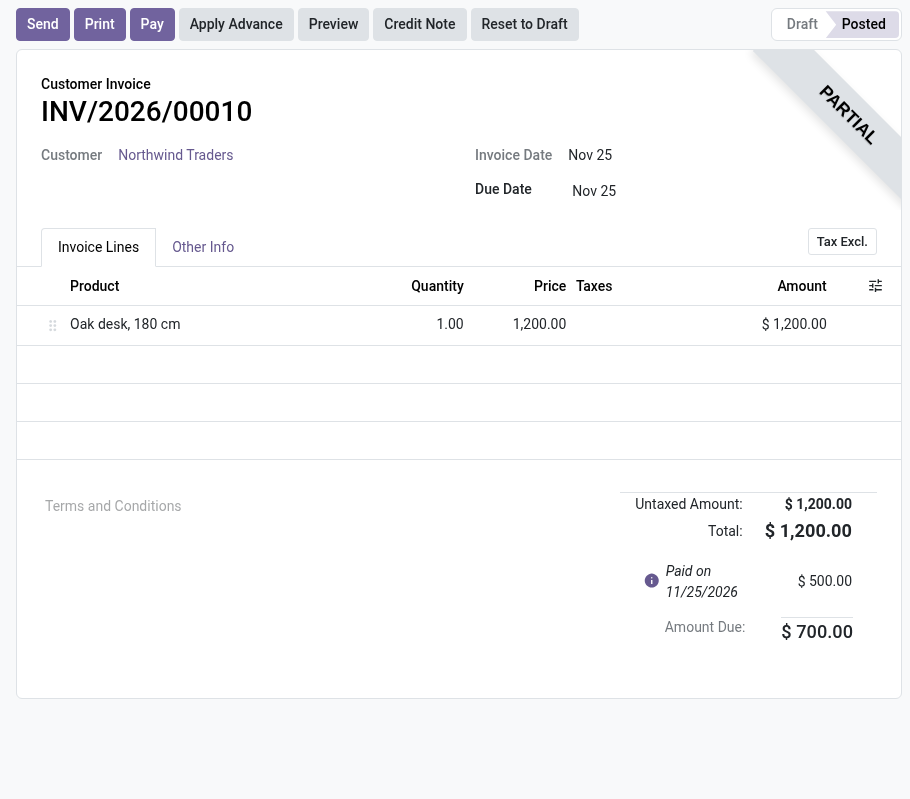 Send Print Pay Apply Advance Preview Credit Note Reset to Draft Draft Posted
PARTIAL
Customer Invoice
INV/2026/00010
Customer Northwind Traders Invoice Date Nov 25
Due Date Nov 25
Invoice Lines Other Info Tax Excl.
Product Quantity Price Taxes Amount
Oak desk, 180 cm 1.00 1,200.00 $ 1,200.00
Terms and Conditions
Untaxed Amount: $ 1,200.00
Total: $ 1,200.00
Paid on
11/25/2026 $ 500.00
Amount Due: $ 700.00